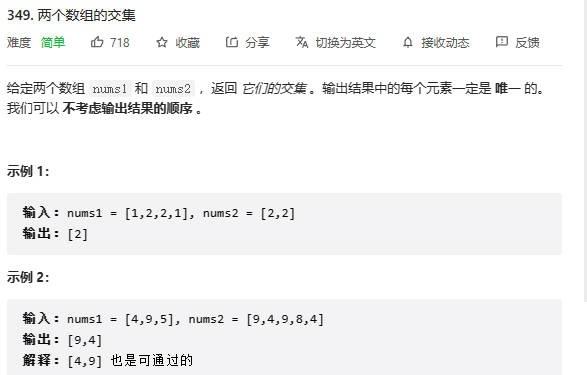 349. 两个数组的交集
难度 简单 718 收藏 分享 切换为英文 接收动态 反馈
给定两个数组 nums1 和 nums2 ，返回 它们的交集 。输出结果中的每个元素一定是 唯一 的。
我们可以 不考虑输出结果的顺序 。
示例 1：
输入：nums1 = [1,2,2,1], nums2 = [2,2]
输出：[2]
示例 2：
输入：nums1 = [4,9,5], nums2 = [9,4,9,8,4]
输出：[9,4]
解释：[4,9] 也是可通过的